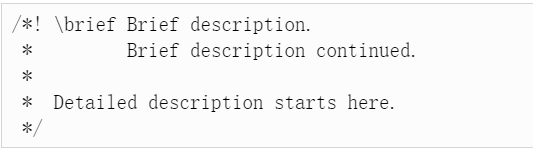 /*! \brief Brief description.
 *         Brief description continued.
 *
 *  Detailed description starts here.
 */